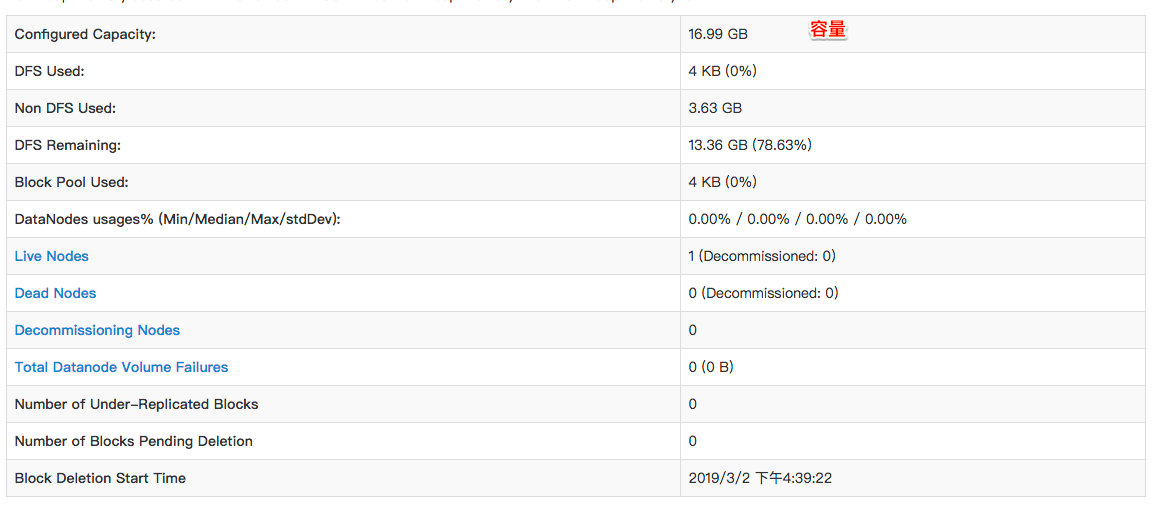 Configured Capacity: 16.99 GB 容量
DFS Used: 4 KB (0%)
Non DFS Used: 3.63 GB
DFS Remaining: 13.36 GB (78.63%)
Block Pool Used: 4 KB (0%)
DataNodes usages% (Min/Median/Max/stdDev): 0.00% / 0.00% / 0.00% / 0.00%
Live Nodes 1 (Decommissioned: 0)
Dead Nodes 0 (Decommissioned: 0)
Decommissioning Nodes 0
Total Datanode Volume Failures 0 (0 B)
Number of Under-Replicated Blocks 0
Number of Blocks Pending Deletion 0
Block Deletion Start Time 2019/3/2 下午4:39:22